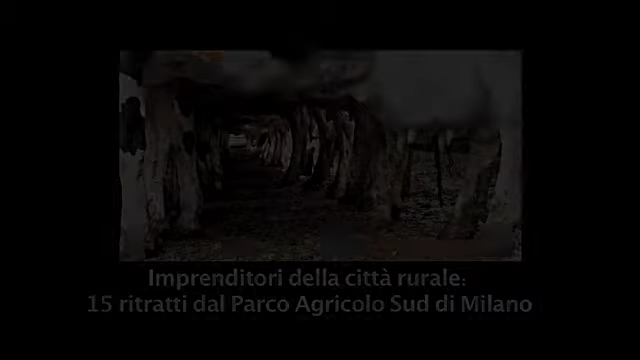 Imprenditori della città rurale:
15 ritratti dal Parco Agricolo Sud di Milano